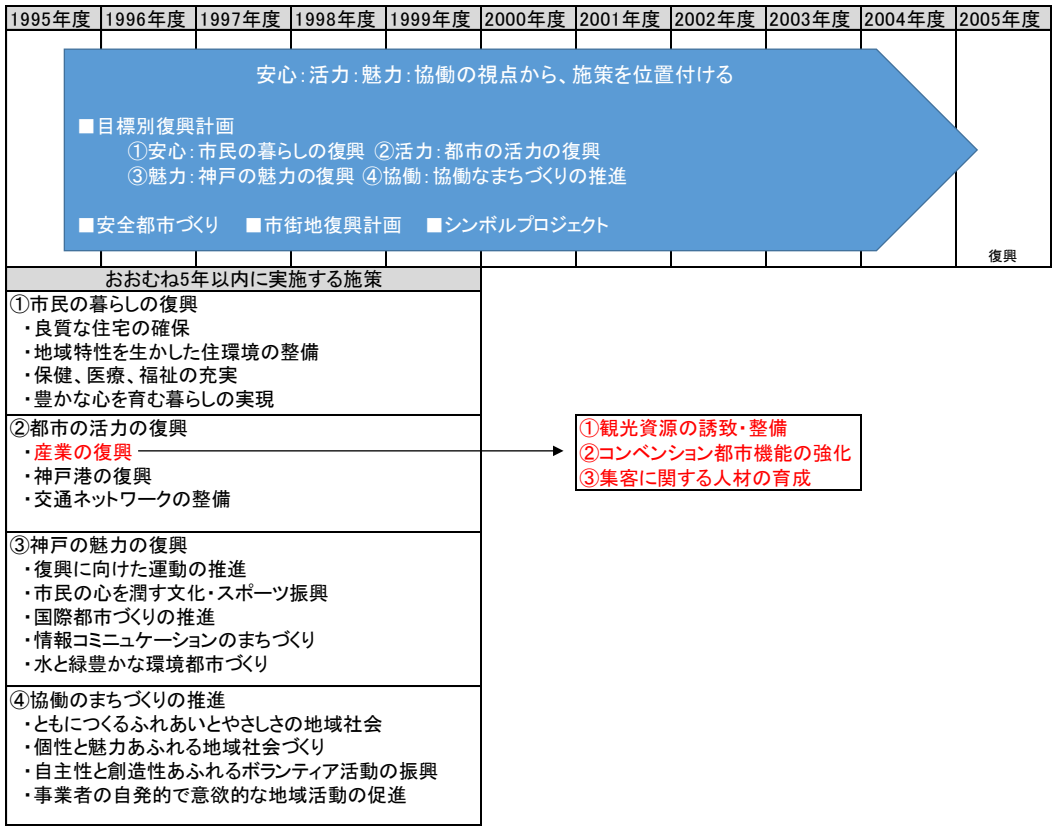 1995年度 1996年度 1997年度 1998年度 1999年度 2000年度 2001年度 2002年度 2003年度 2004年度 2005年度
安心:活力:魅力:協働の視点から、施策を位置付ける
■目標別復興計画
①安心:市民の暮らしの復興 ②活力:都市の活力の復興
③魅力:神戸の魅力の復興 ④協働:協働なまちづくりの推進
■安全都市づくり ■市街地復興計画 ■シンボルプロジェクト
復興
おおむね5年以内に実施する施策
①市民の暮らしの復興
・良質な住宅の確保
・地域特性を生かした住環境の整備
・保健、医療、福祉の充実
・豊かな心を育む暮らしの実現
②都市の活力の復興
・産業の復興
・神戸港の復興
・交通ネットワークの整備
①観光資源の誘致・整備
②コンベンション都市機能の強化
③集客に関する人材の育成
③神戸の魅力の復興
・復興に向けた運動の推進
・市民の心を潤す文化・スポーツ振興
・国際都市づくりの推進
・情報コミニュケーションのまちづくり
・水と緑豊かな環境都市づくり
④協働のまちづくりの推進
・ともにつくるふれあいとやさしさの地域社会
・個性と魅力あふれる地域社会づくり
・自主性と創造性あふれるボランティア活動の振興
・事業者の自発的で意欲的な地域活動の促進